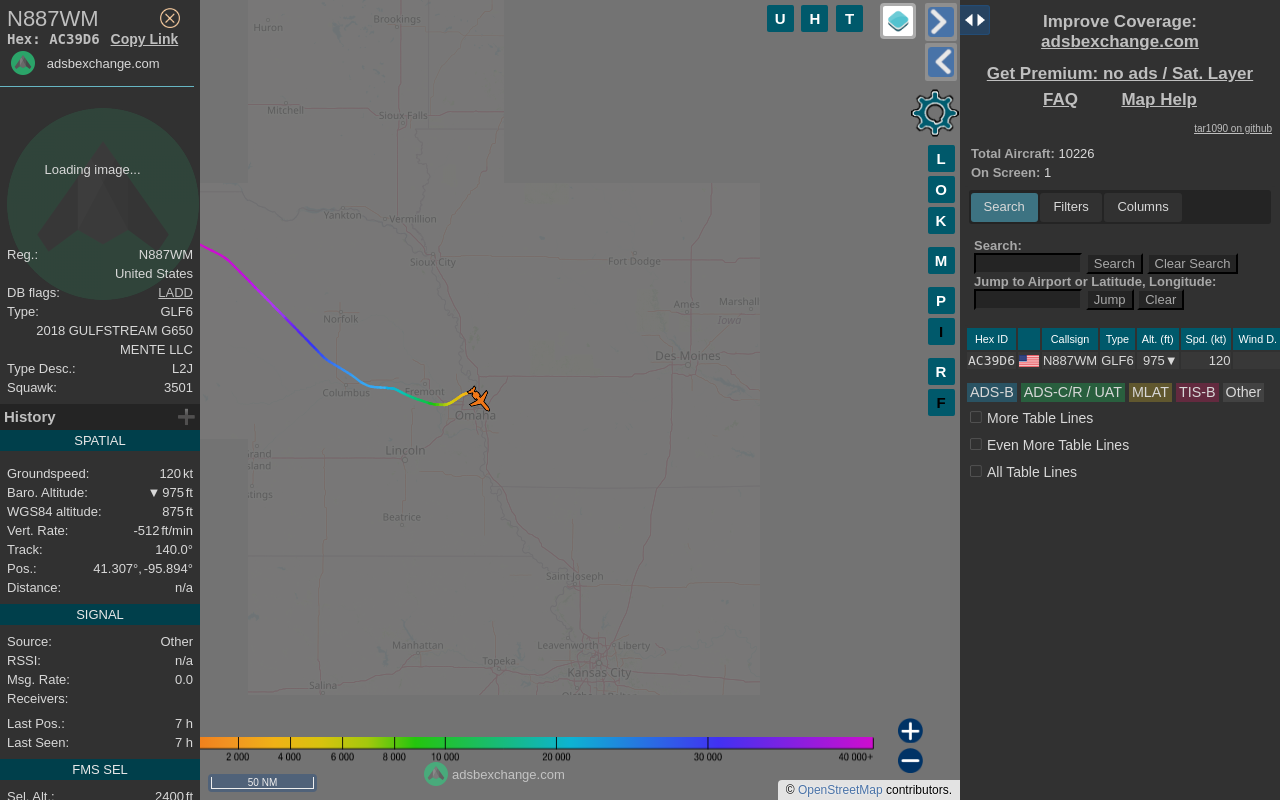 N887WM
Hex: AC39D6 Copy Link
adsbexchange.com
Loading image...
Reg.: N887WM
United States
DB flags: LADD
Type: GLF6
2018 GULFSTREAM G650
MENTE LLC
Type Desc.: L2J
Squawk: 3501
History
SPATIAL
Groundspeed: 120 kt
Baro. Altitude: ▼ 975 ft
WGS84 altitude: 875 ft
Vert. Rate: -512 ft/min
Track: 140.0°
Pos.: 41.307°, -95.894°
Distance: n/a
SIGNAL
Source: Other
RSSI: n/a
Msg. Rate: 0.0
Receivers:
Last Pos.: 7 h
Last Seen: 7 h
FMS SEL
Sel. Alt.: 2400 ft
Huron
Brookings
Mitchell
Sioux Falls
Yankton
Vermillion
Sioux City
Fort Dodge
Norfolk
Ames
Marshall
Iowa
Des Moines
Columbus
Fremont
Omaha
Lincoln
Beatrice
Saint Joseph
Manhattan
Leavenworth
Liberty
Topeka
Kansas City
Salina
U H T
L
O
K
M
P
I
R
F
2 000 4 000 6 000 8 000 10 000 20 000 30 000 40 000+
adsbexchange.com
50 NM
© OpenStreetMap contributors.
Improve Coverage:
adsbexchange.com
Get Premium: no ads / Sat. Layer
FAQ Map Help
tar1090 on github
Total Aircraft: 10226
On Screen: 1
Search Filters Columns
Search:
Search Clear Search
Jump to Airport or Latitude, Longitude:
Jump Clear
Hex ID Callsign Type Alt. (ft) Spd. (kt) Wind D.
AC39D6 N887WM GLF6 975▼ 120
ADS-B ADS-C/R / UAT MLAT TIS-B Other
More Table Lines
Even More Table Lines
All Table Lines